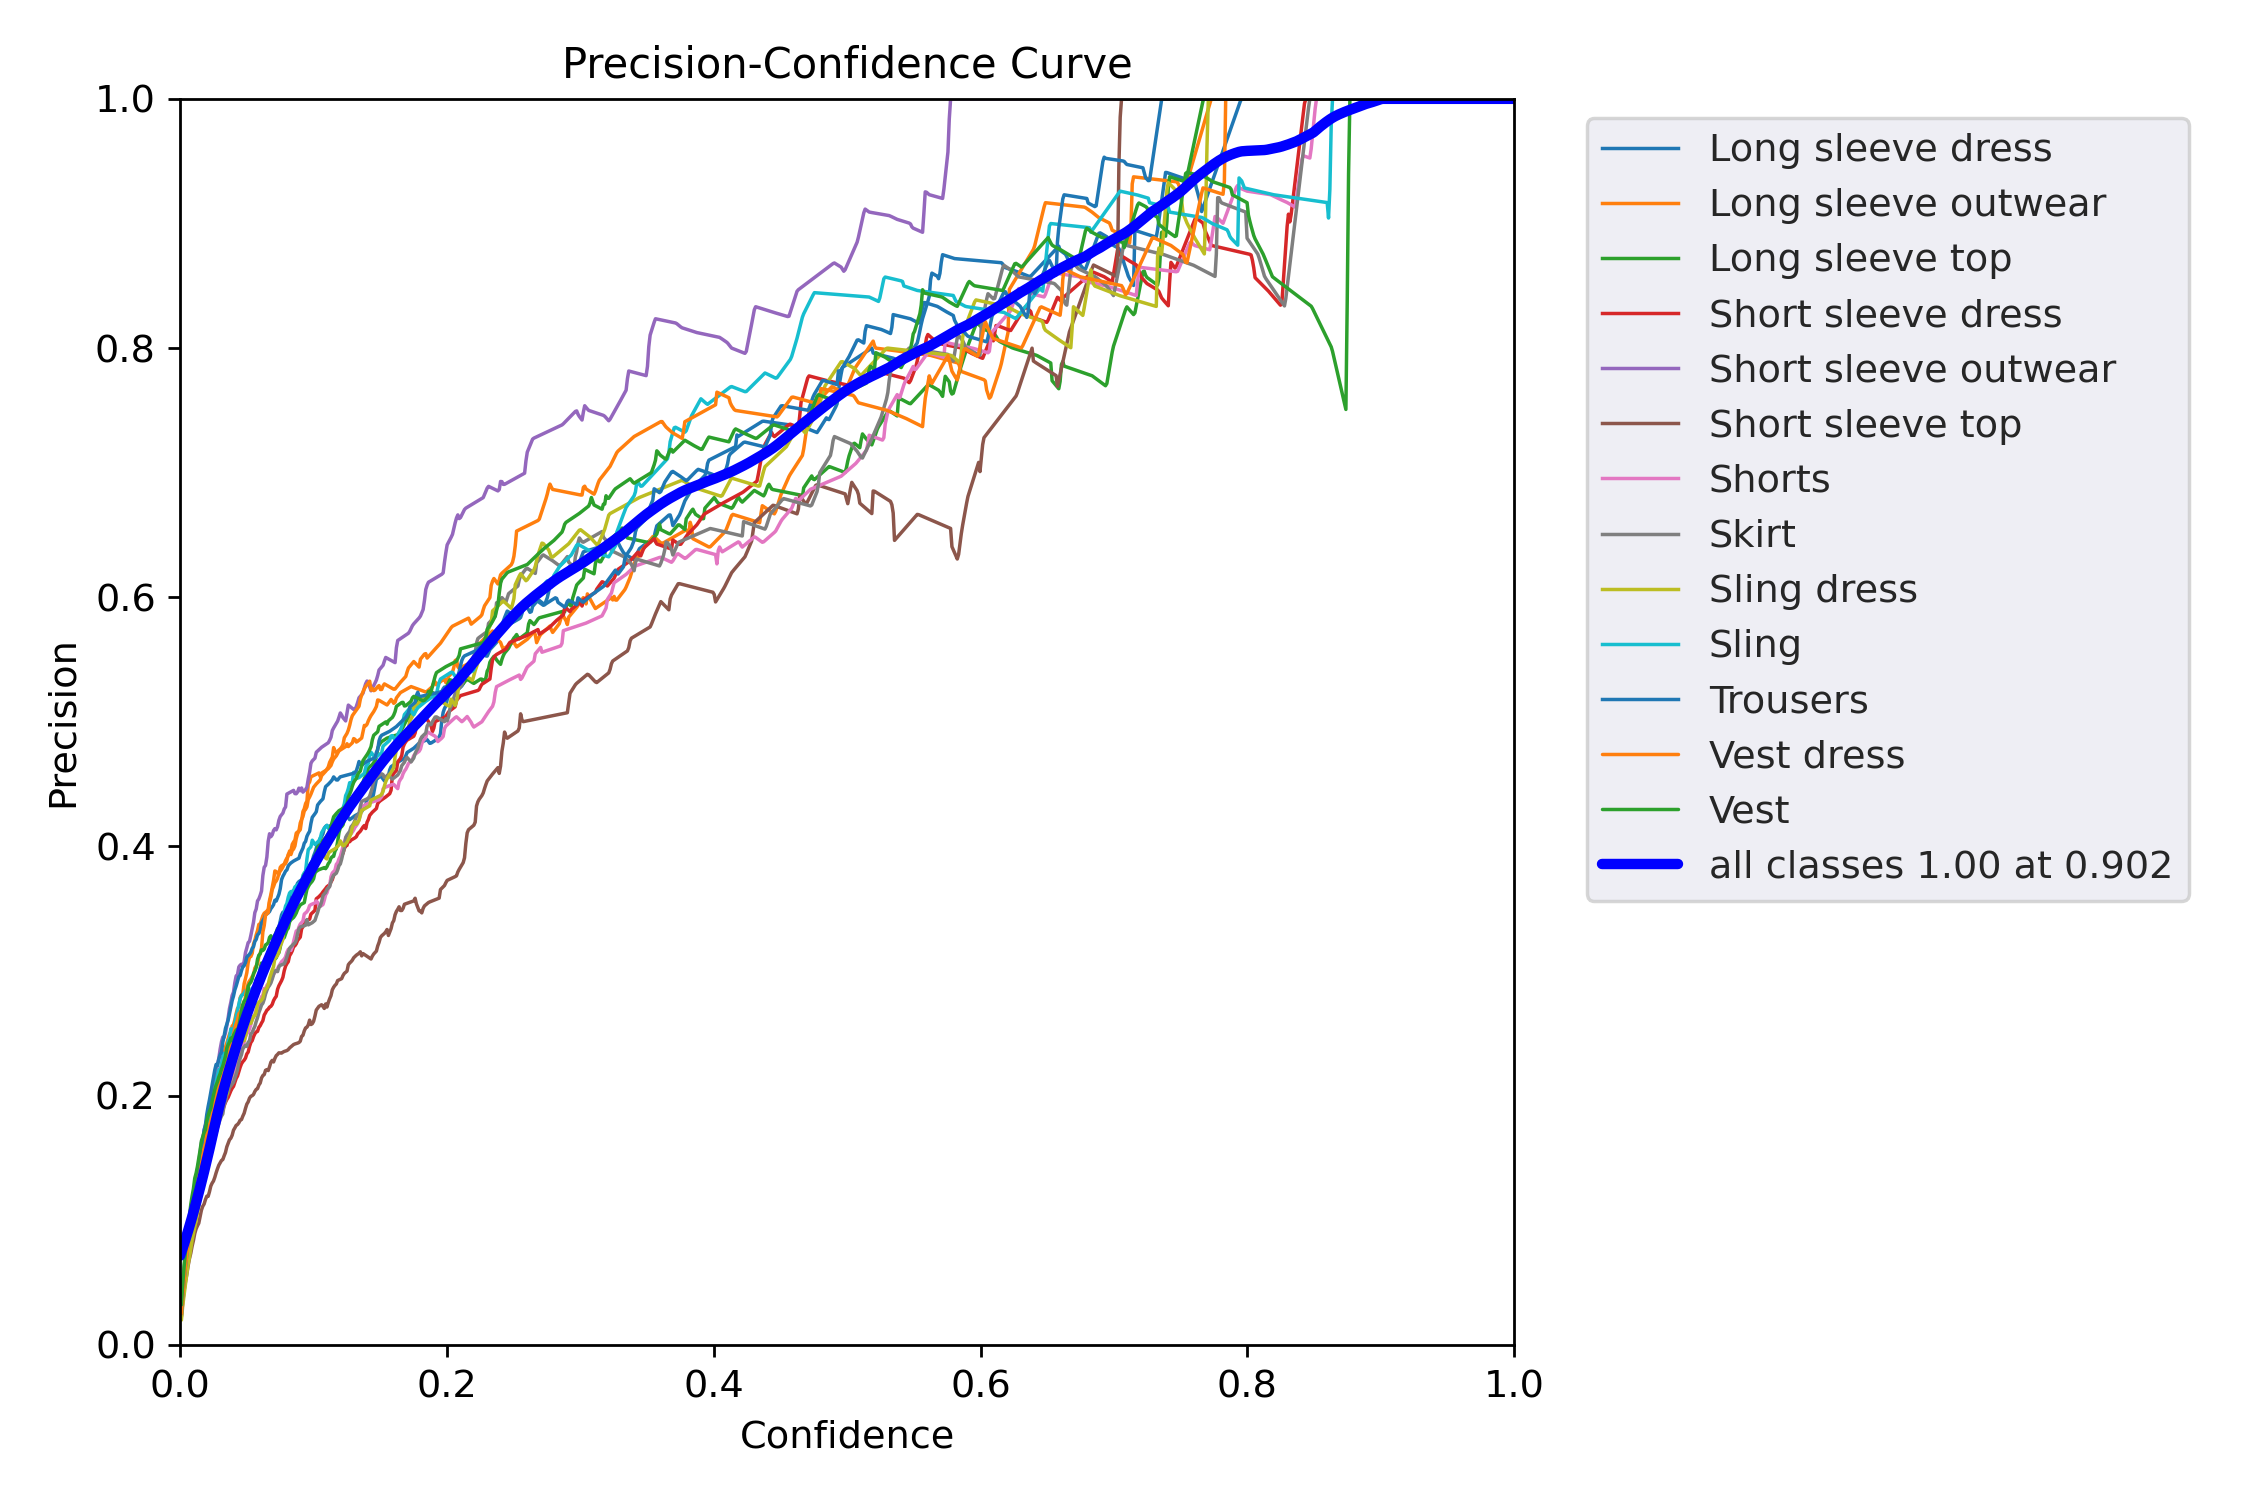 Precision-Confidence Curve
1.0
0.8
0.6
0.4
0.2
0.0
Precision
0.0 0.2 0.4 0.6 0.8 1.0
Confidence
Long sleeve dress
Long sleeve outwear
Long sleeve top
Short sleeve dress
Short sleeve outwear
Short sleeve top
Shorts
Skirt
Sling dress
Sling
Trousers
Vest dress
Vest
all classes 1.00 at 0.902